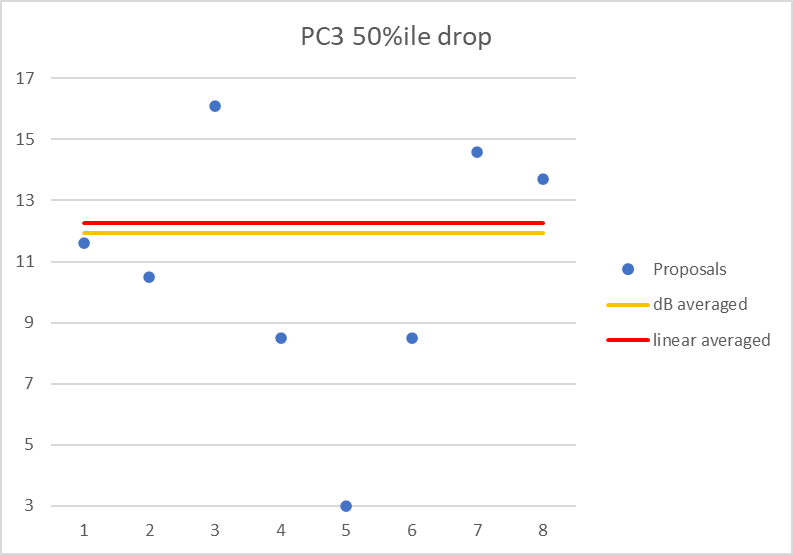 PC3 50%ile drop
17
15
13
11
9
7
5
3
1 2 3 4 5 6 7 8
Proposals
dB averaged
linear averaged